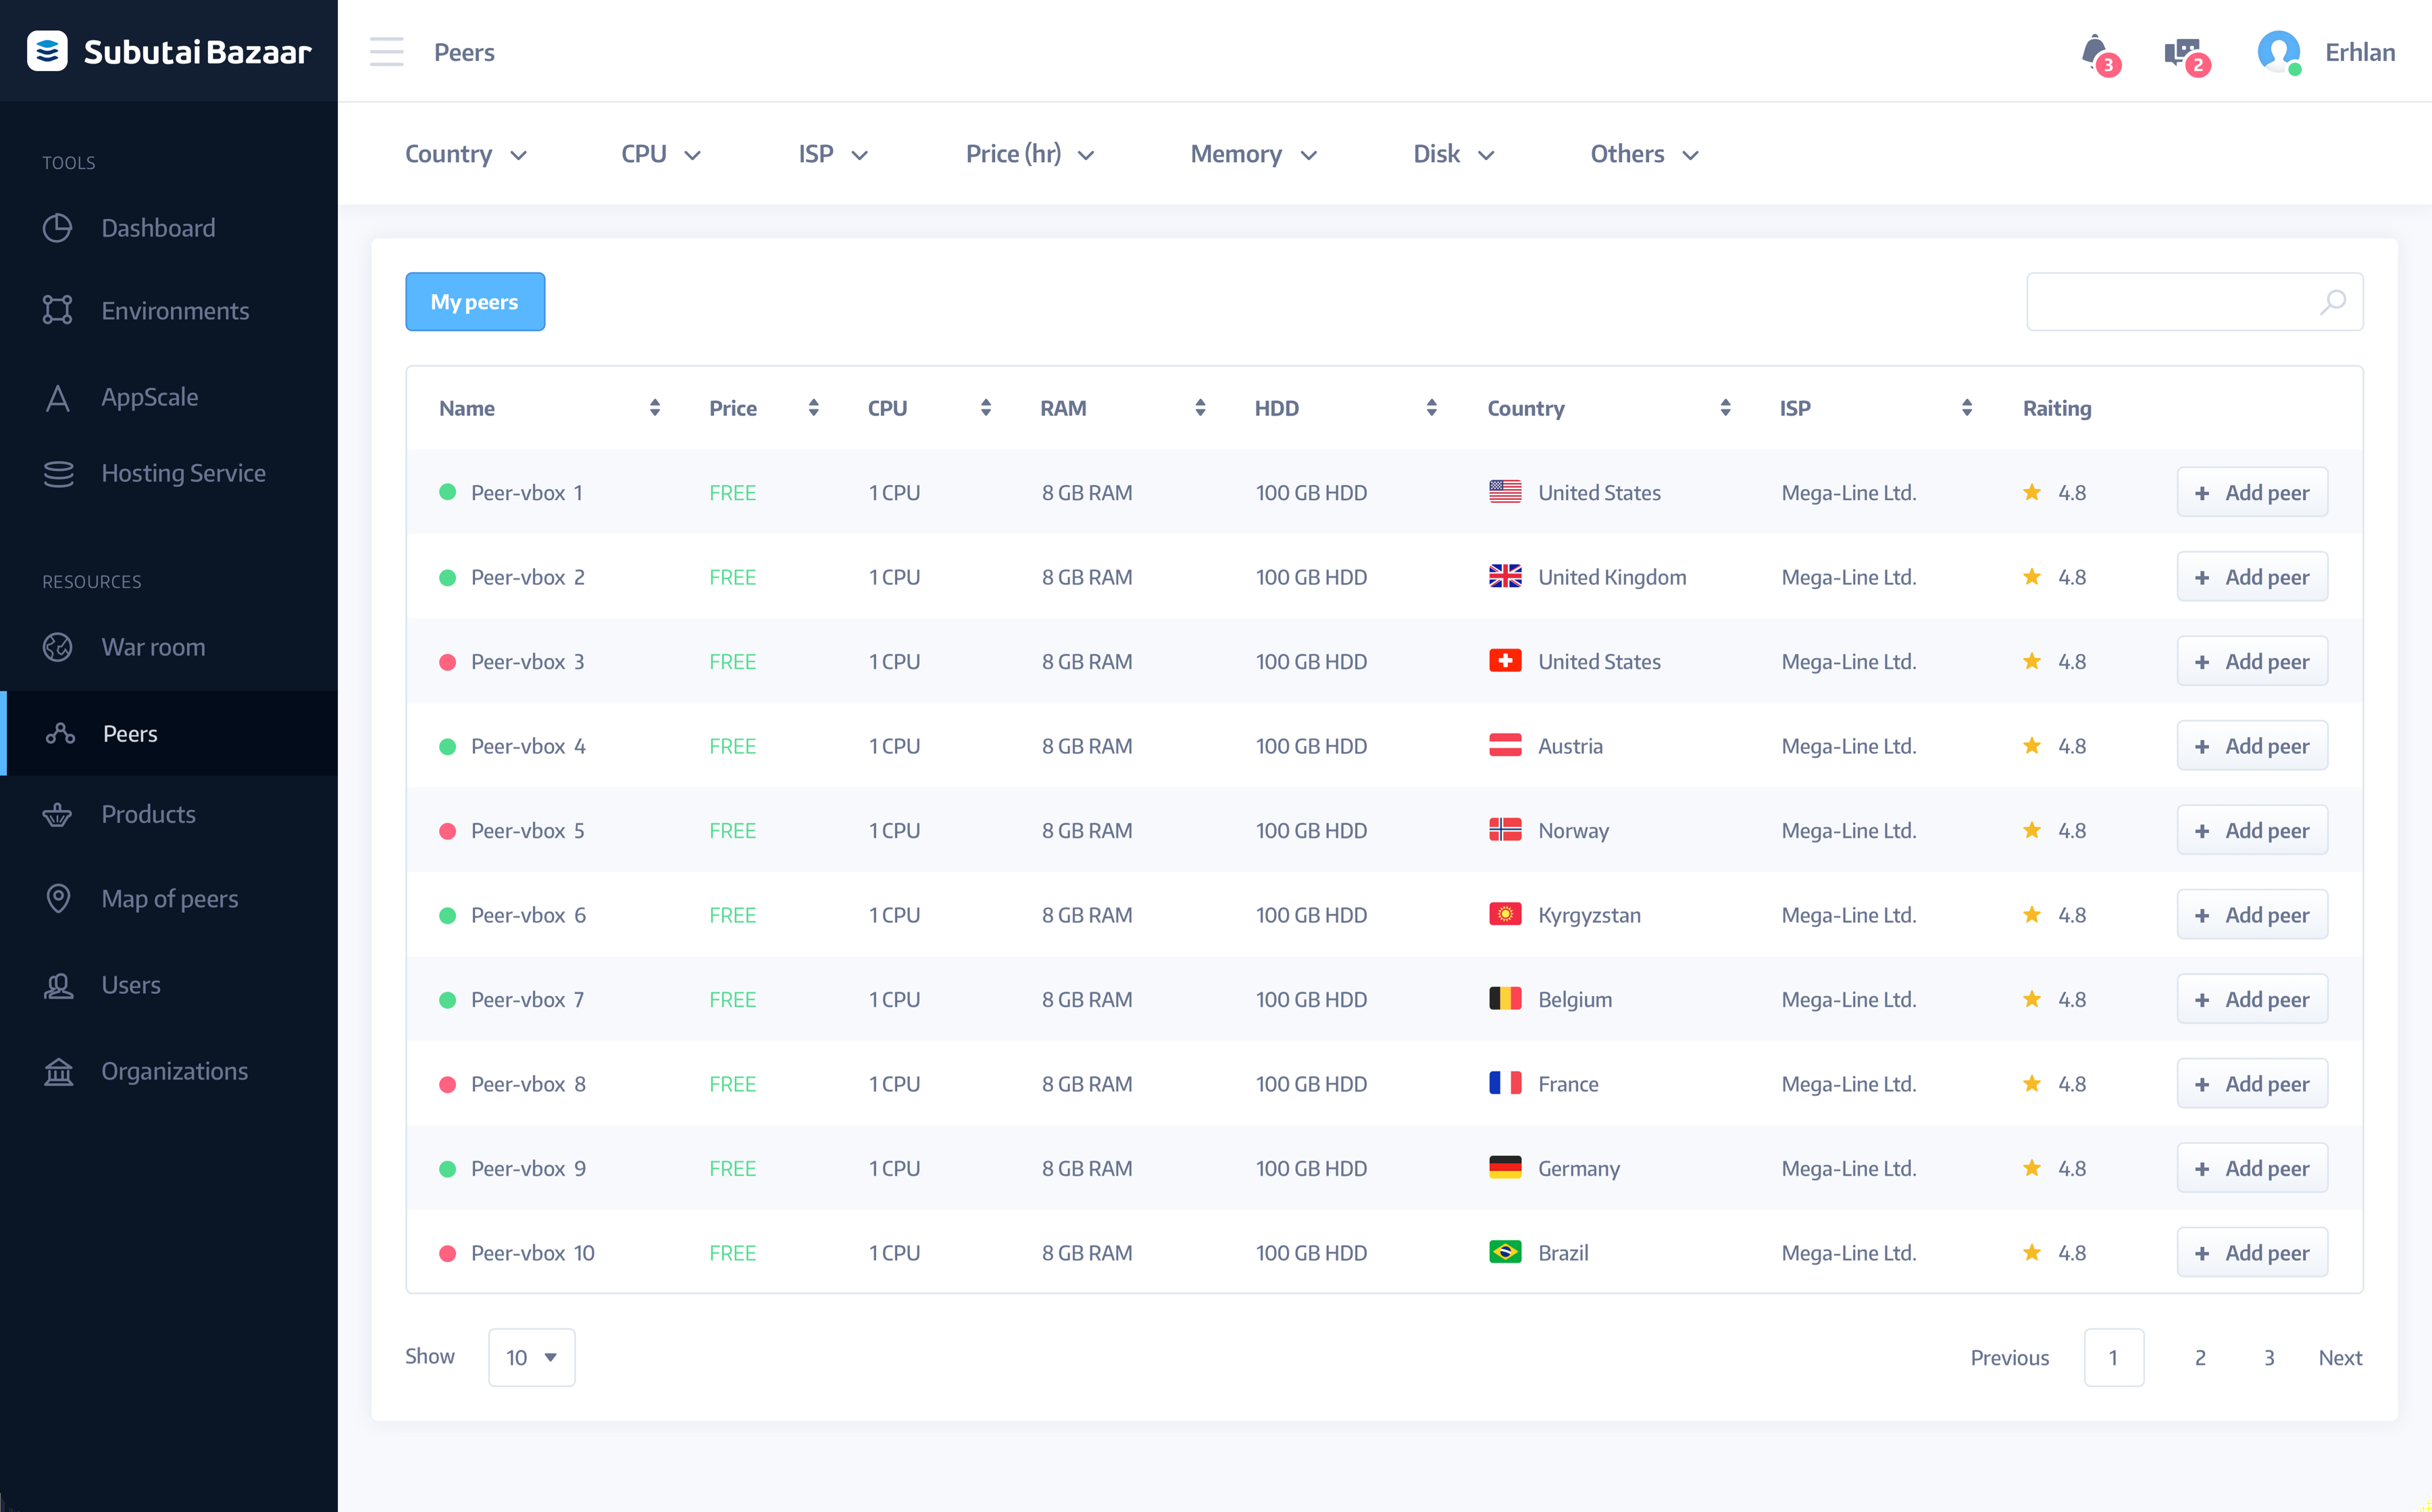 Subutai Bazaar
Peers
3
2
Erhlan
TOOLS
Dashboard
Environments
AppScale
Hosting Service
RESOURCES
War room
Peers
Products
Map of peers
Users
Organizations
Country CPU ISP Price (hr) Memory Disk Others
My peers
Name Price CPU RAM HDD Country ISP Raiting
Peer-vbox 1 FREE 1 CPU 8 GB RAM 100 GB HDD United States Mega-Line Ltd. 4.8 + Add peer
Peer-vbox 2 FREE 1 CPU 8 GB RAM 100 GB HDD United Kingdom Mega-Line Ltd. 4.8 + Add peer
Peer-vbox 3 FREE 1 CPU 8 GB RAM 100 GB HDD United States Mega-Line Ltd. 4.8 + Add peer
Peer-vbox 4 FREE 1 CPU 8 GB RAM 100 GB HDD Austria Mega-Line Ltd. 4.8 + Add peer
Peer-vbox 5 FREE 1 CPU 8 GB RAM 100 GB HDD Norway Mega-Line Ltd. 4.8 + Add peer
Peer-vbox 6 FREE 1 CPU 8 GB RAM 100 GB HDD Kyrgyzstan Mega-Line Ltd. 4.8 + Add peer
Peer-vbox 7 FREE 1 CPU 8 GB RAM 100 GB HDD Belgium Mega-Line Ltd. 4.8 + Add peer
Peer-vbox 8 FREE 1 CPU 8 GB RAM 100 GB HDD France Mega-Line Ltd. 4.8 + Add peer
Peer-vbox 9 FREE 1 CPU 8 GB RAM 100 GB HDD Germany Mega-Line Ltd. 4.8 + Add peer
Peer-vbox 10 FREE 1 CPU 8 GB RAM 100 GB HDD Brazil Mega-Line Ltd. 4.8 + Add peer
Show 10
Previous 1 2 3 Next